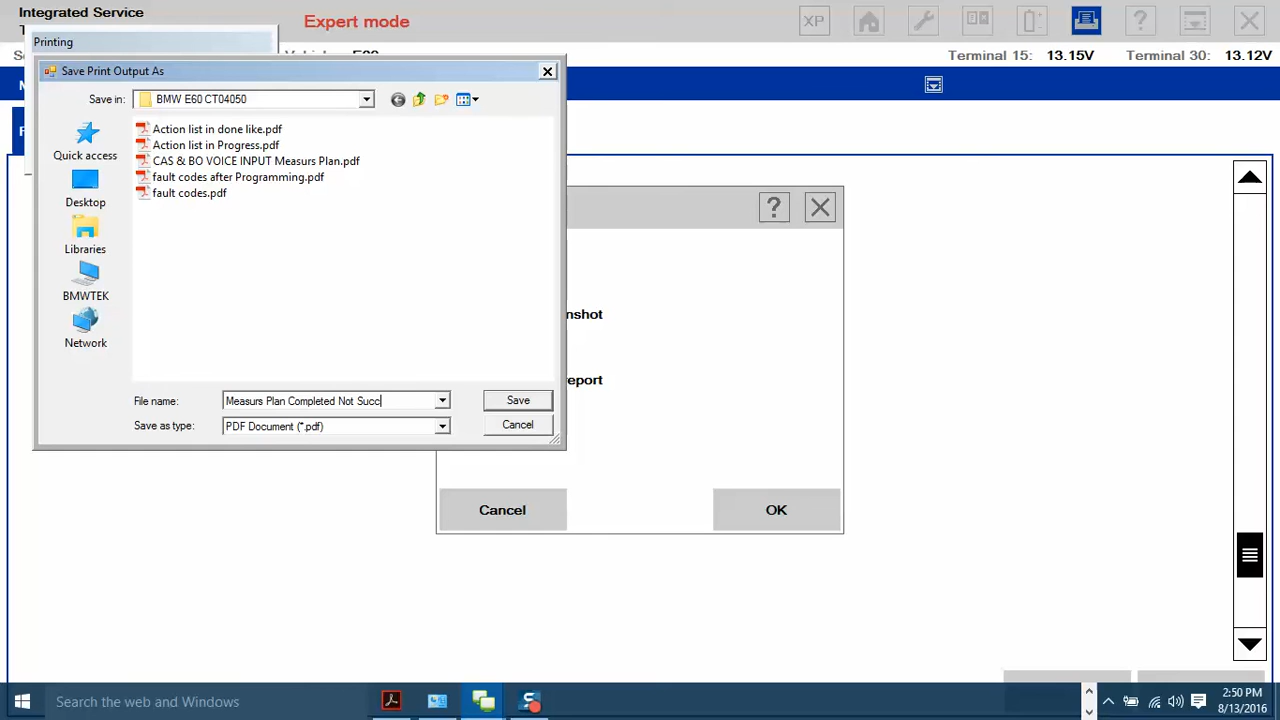 Integrated Service
Expert mode
XP
Printing
Terminal 15: 13.15V Terminal 30: 13.12V
Save Print Output As
Save in: BMW E60 CT04050
Quick access
Desktop
Libraries
BMWTEK
Network
Action list in done like.pdf
Action list in Progress.pdf
CAS & BO VOICE INPUT Measurs Plan.pdf
fault codes after Programming.pdf
fault codes.pdf
nshot
eport
File name: Measurs Plan Completed Not Succ
Save
Save as type: PDF Document (*.pdf)
Cancel
Cancel
OK
Search the web and Windows
2:50 PM
8/13/2016